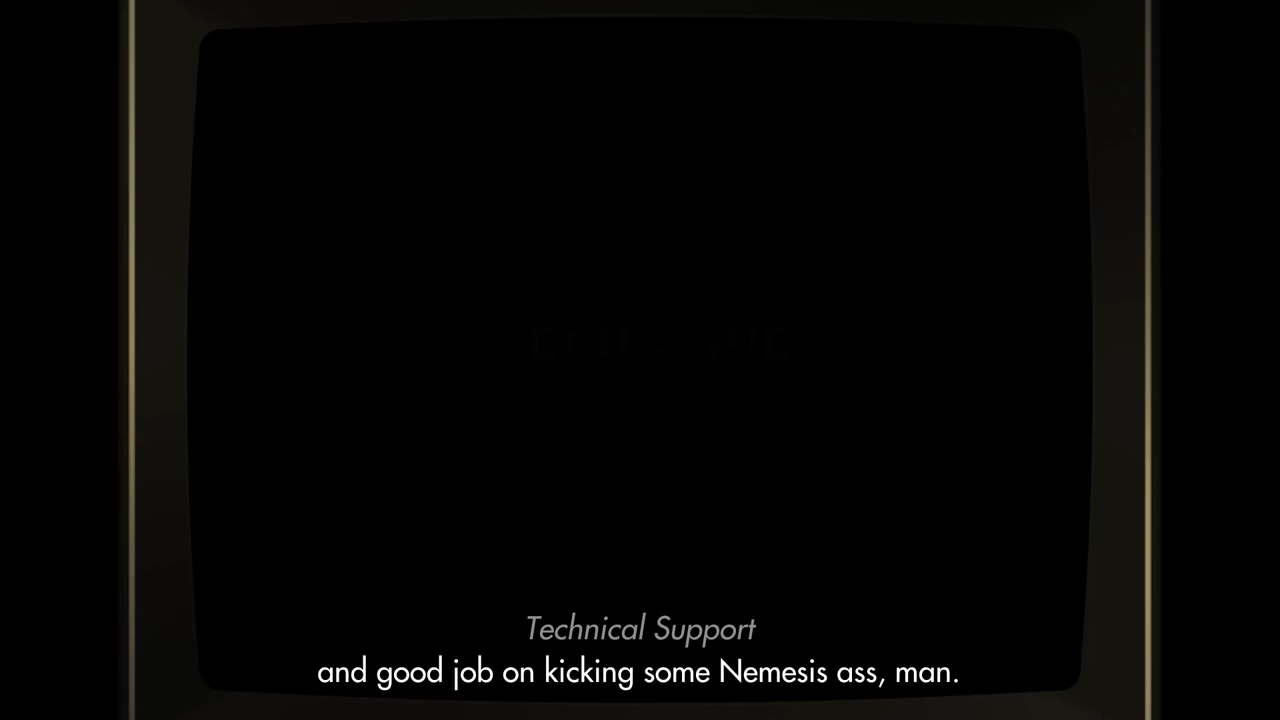 Technical Support
and good job on kicking some Nemesis ass, man.